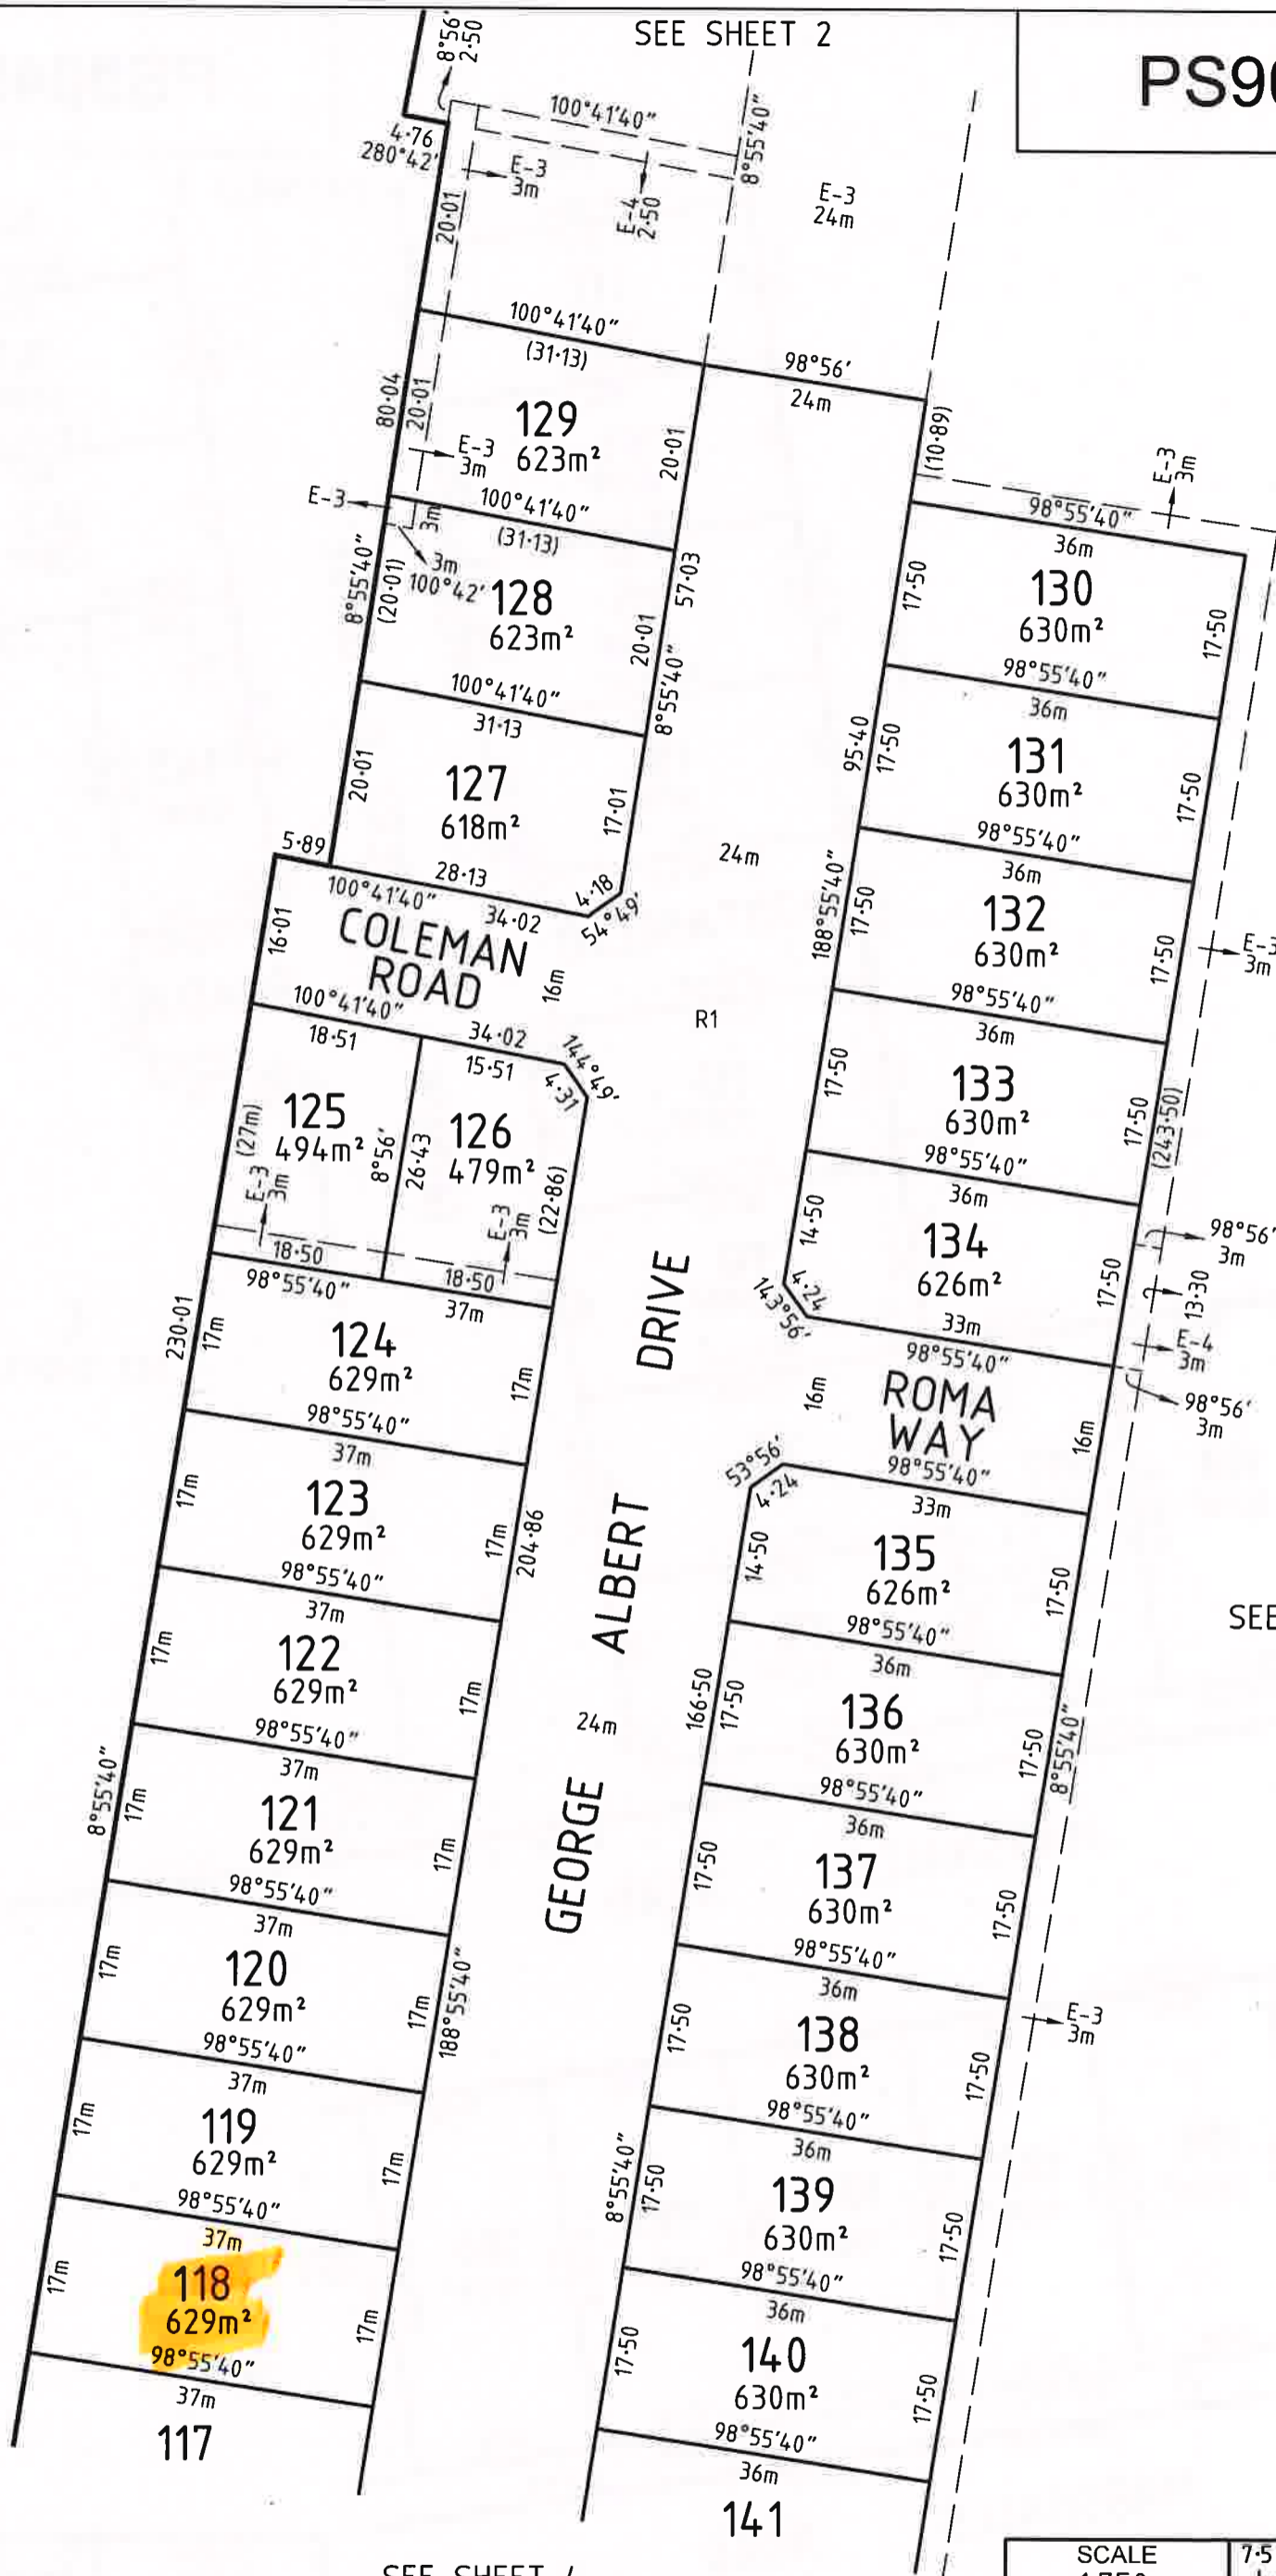 SEE SHEET 2
PS9
8°56'
2·50
100°41'40"
8°55'40"
4·76
280°42'
E-3
3m
E-4
2·50
E-3
24m
20·01
100°41'40"
(31·13)
98°56'
24m
80·04
20·01
129
623m²
20·01
(10·89)
E-3
3m
E-3
3m
E-3
100°41'40"
(31·13)
3m
3m
100°42'
8°55'40"
(20·01)
128
623m²
57·03
20·01
8°55'40"
98°55'40"
36m
17·50
130
630m²
17·50
100°41'40"
31·13
98°55'40"
36m
20·01
127
618m²
17·01
95·40
17·50
131
630m²
17·50
5·89
28·13
100°41'40"
34·02
4·18
54°49'
24m
98°55'40"
36m
16·01
COLEMAN
ROAD
16m
188°55'40"
17·50
132
630m²
17·50
E-3
3m
100°41'40"
18·51
34·02
15·51
144°49'
4·31
R1
98°55'40"
36m
17·50
133
630m²
17·50
(243·50)
(27m)
125
494m²
8°56'
26·43
126
479m²
(22·86)
E-3
3m
E-3
3m
98°55'40"
36m
18·50
18·50
98°55'40"
37m
14·50
134
626m²
17·50
98°56'
3m
13·30
143°56'
4·24
33m
98°55'40"
E-4
3m
98°56'
3m
230·01
17m
124
629m²
17m
DRIVE
16m
ROMA
WAY
16m
98°55'40"
37m
53°56'
4·24
98°55'40"
33m
17m
123
629m²
17m
204·86
ALBERT
14·50
135
626m²
17·50
98°55'40"
37m
98°55'40"
36m
17m
122
629m²
17m
24m
166·50
17·50
136
630m²
17·50
8°55'40"
98°55'40"
37m
98°55'40"
36m
8°55'40"
17m
121
629m²
17m
GEORGE
17·50
137
630m²
17·50
98°55'40"
37m
98°55'40"
36m
17m
120
629m²
17m
188°55'40"
17·50
138
630m²
17·50
E-3
3m
98°55'40"
37m
98°55'40"
36m
17m
119
629m²
17m
8°55'40"
17·50
139
630m²
17·50
98°55'40"
37m
98°55'40"
36m
17m
118
629m²
17m
17·50
140
630m²
17·50
98°55'40"
37m
98°55'40"
36m
117
141
SCALE
7·5